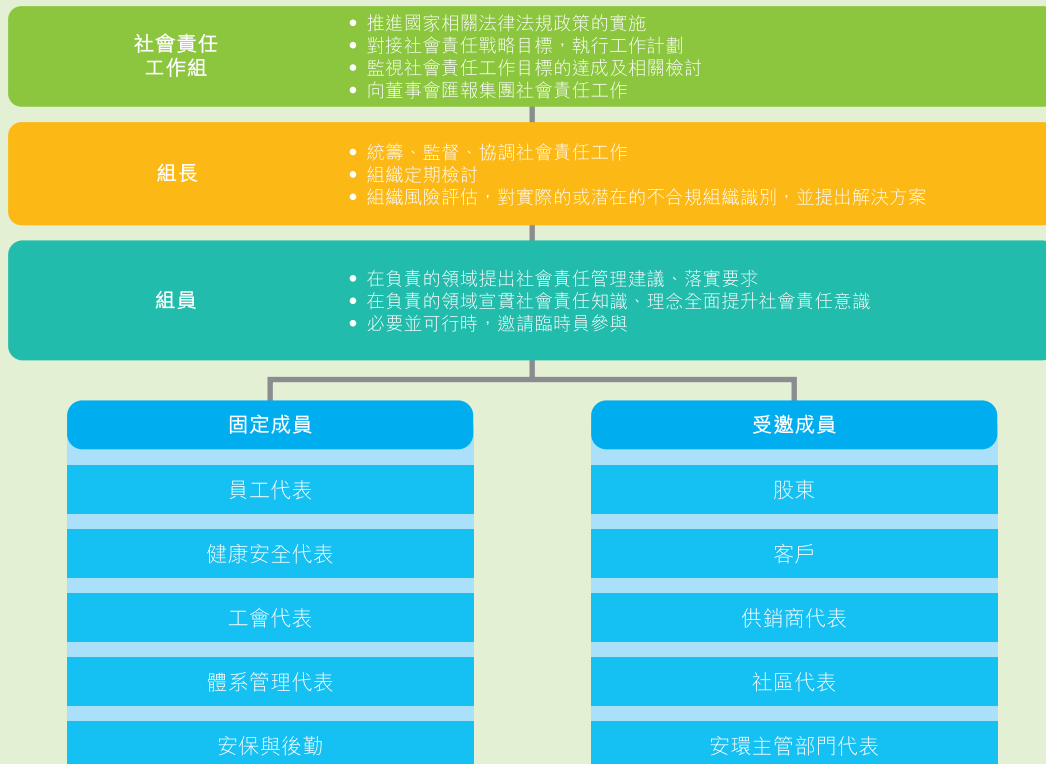 社會責任
工作組
• 推進國家相關法律法規政策的實施
• 對接社會責任戰略目標，執行工作計劃
• 監視社會責任工作目標的達成及相關檢討
• 向董事會匯報集團社會責任工作
組長
• 統籌、監督、協調社會責任工作
• 組織定期檢討
• 組織風險評估，對實際的或潛在的不合規組織識別，並提出解決方案
組員
• 在負責的領域提出社會責任管理建議、落實要求
• 在負責的領域宣貫社會責任知識、理念全面提升社會責任意識
• 必要並可行時，邀請臨時員參與
固定成員
員工代表
健康安全代表
工會代表
體系管理代表
安保與後勤
受邀成員
股東
客戶
供銷商代表
社區代表
安環主管部門代表